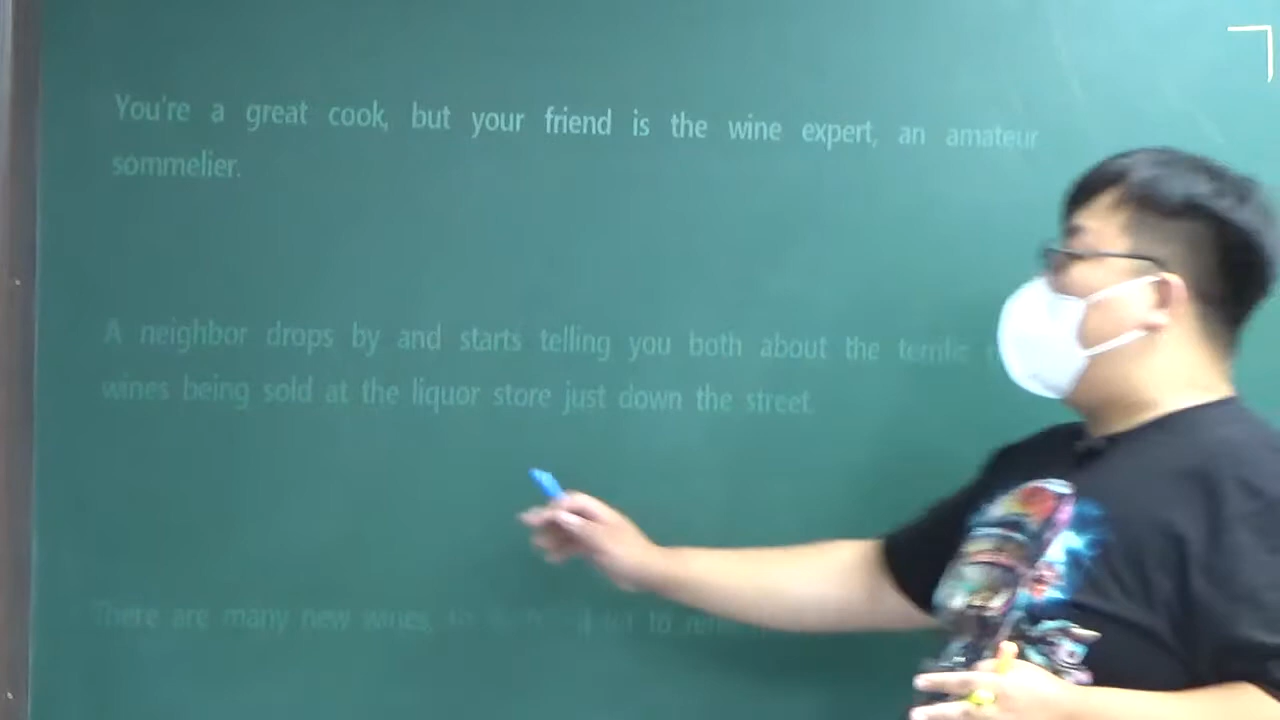 You're a great cook, but your friend is the wine expert, an amateur
sommelier.
A neighbor drops by and starts telling you both about the terrific
wines being sold at the liquor store just down the street.
There are many new wines, to